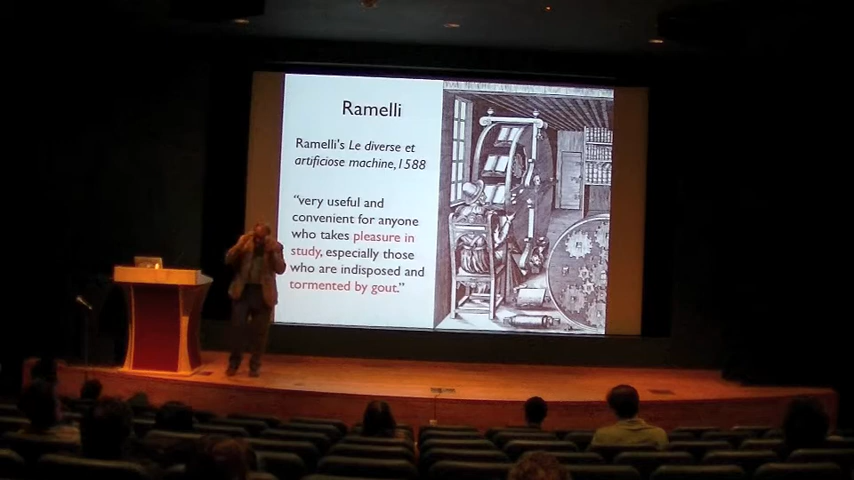 Ramelli
Ramelli's Le diverse et
artificiose machine, 1588
"very useful and
convenient for anyone
who takes pleasure in
study, especially those
who are indisposed and
tormented by gout."